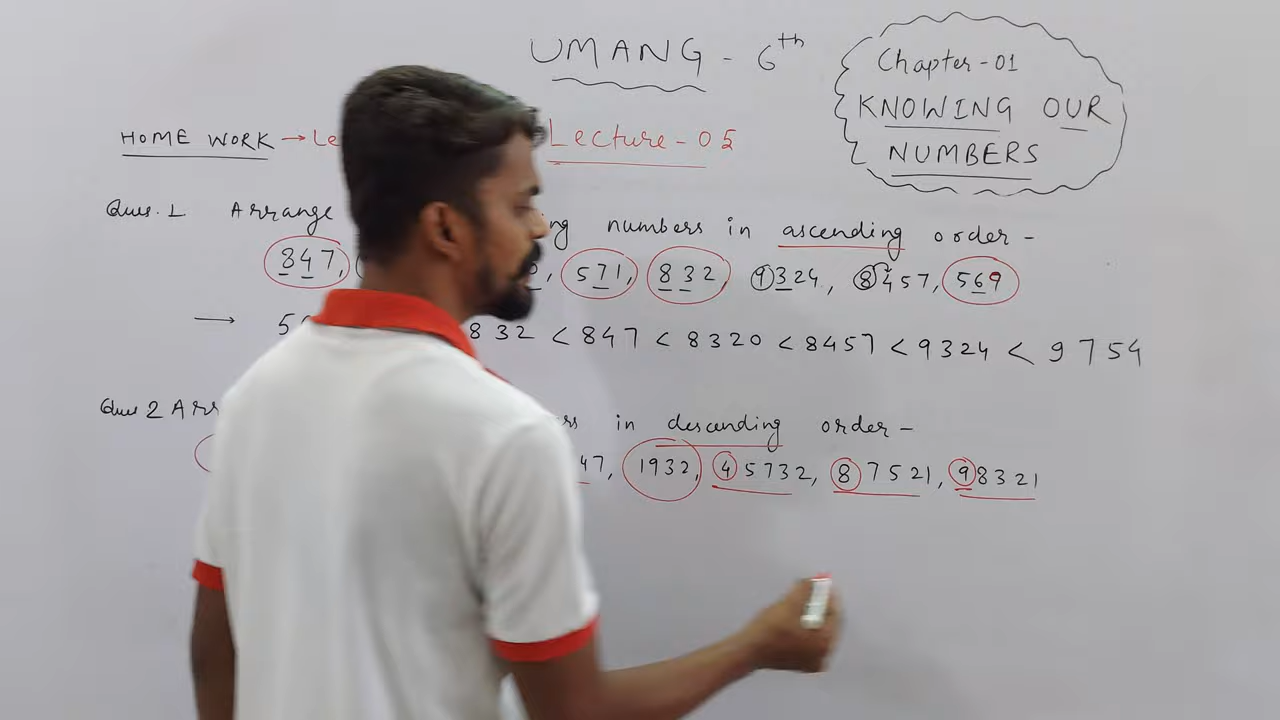 UMANG - 6th
Chapter-01
KNOWING OUR
NUMBERS
HOME WORK → Le Lecture-05
Ques.1 Arrange ng numbers in ascending order-
847, 571, 832, 9324, 8457, 569
→ 5 832 < 847 < 8320 < 8457 < 9324 < 9754
Ques 2 Arr rs in descending order-
47, 1932, 45732, 87521, 98321